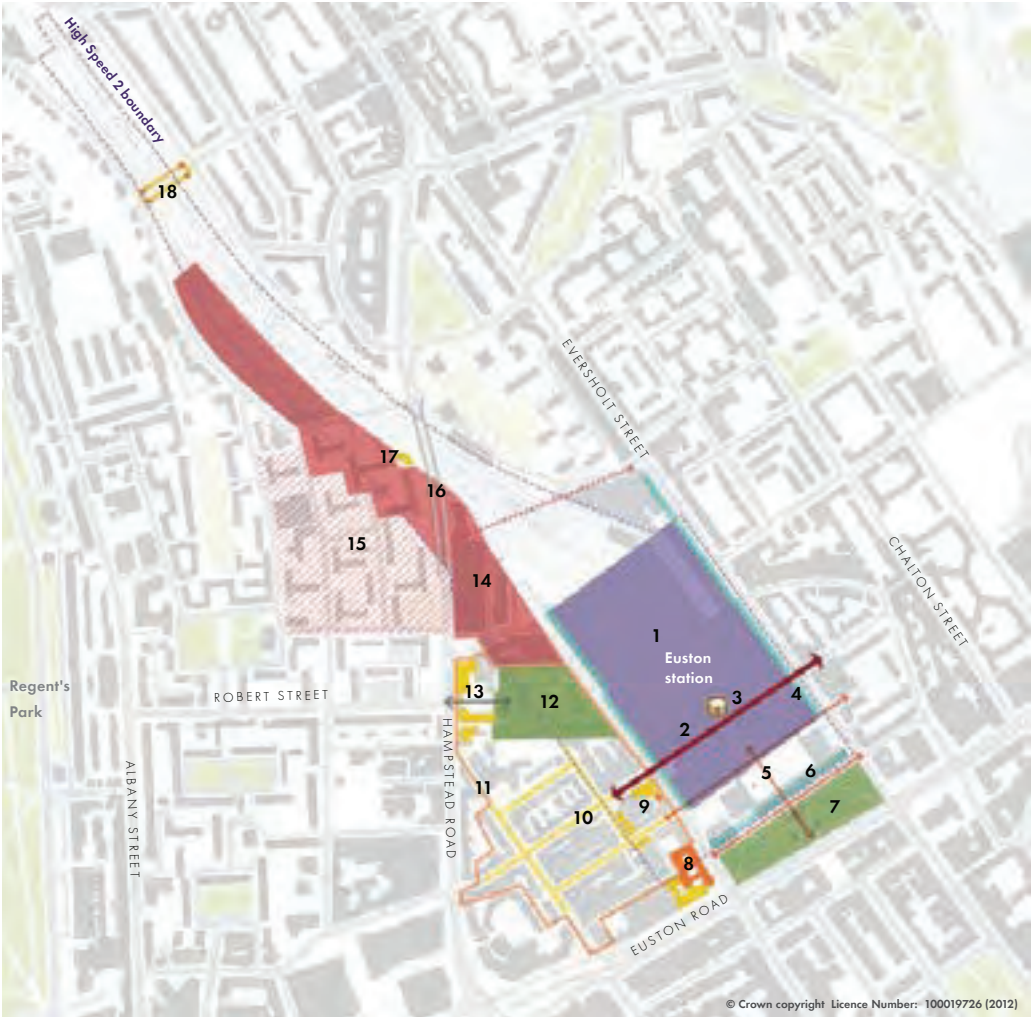 High Speed 2 boundary
18
EVERSHOLT STREET
17
16
15
CHALTON STREET
14
1
Euston
station
Regent's
Park
ROBERT STREET
13
12
3
4
2
HAMPSTEAD ROAD
ALBANY STREET
11
10
9
5
6
7
8
EUSTON ROAD
© Crown copyright Licence Number: 100019726 (2012)